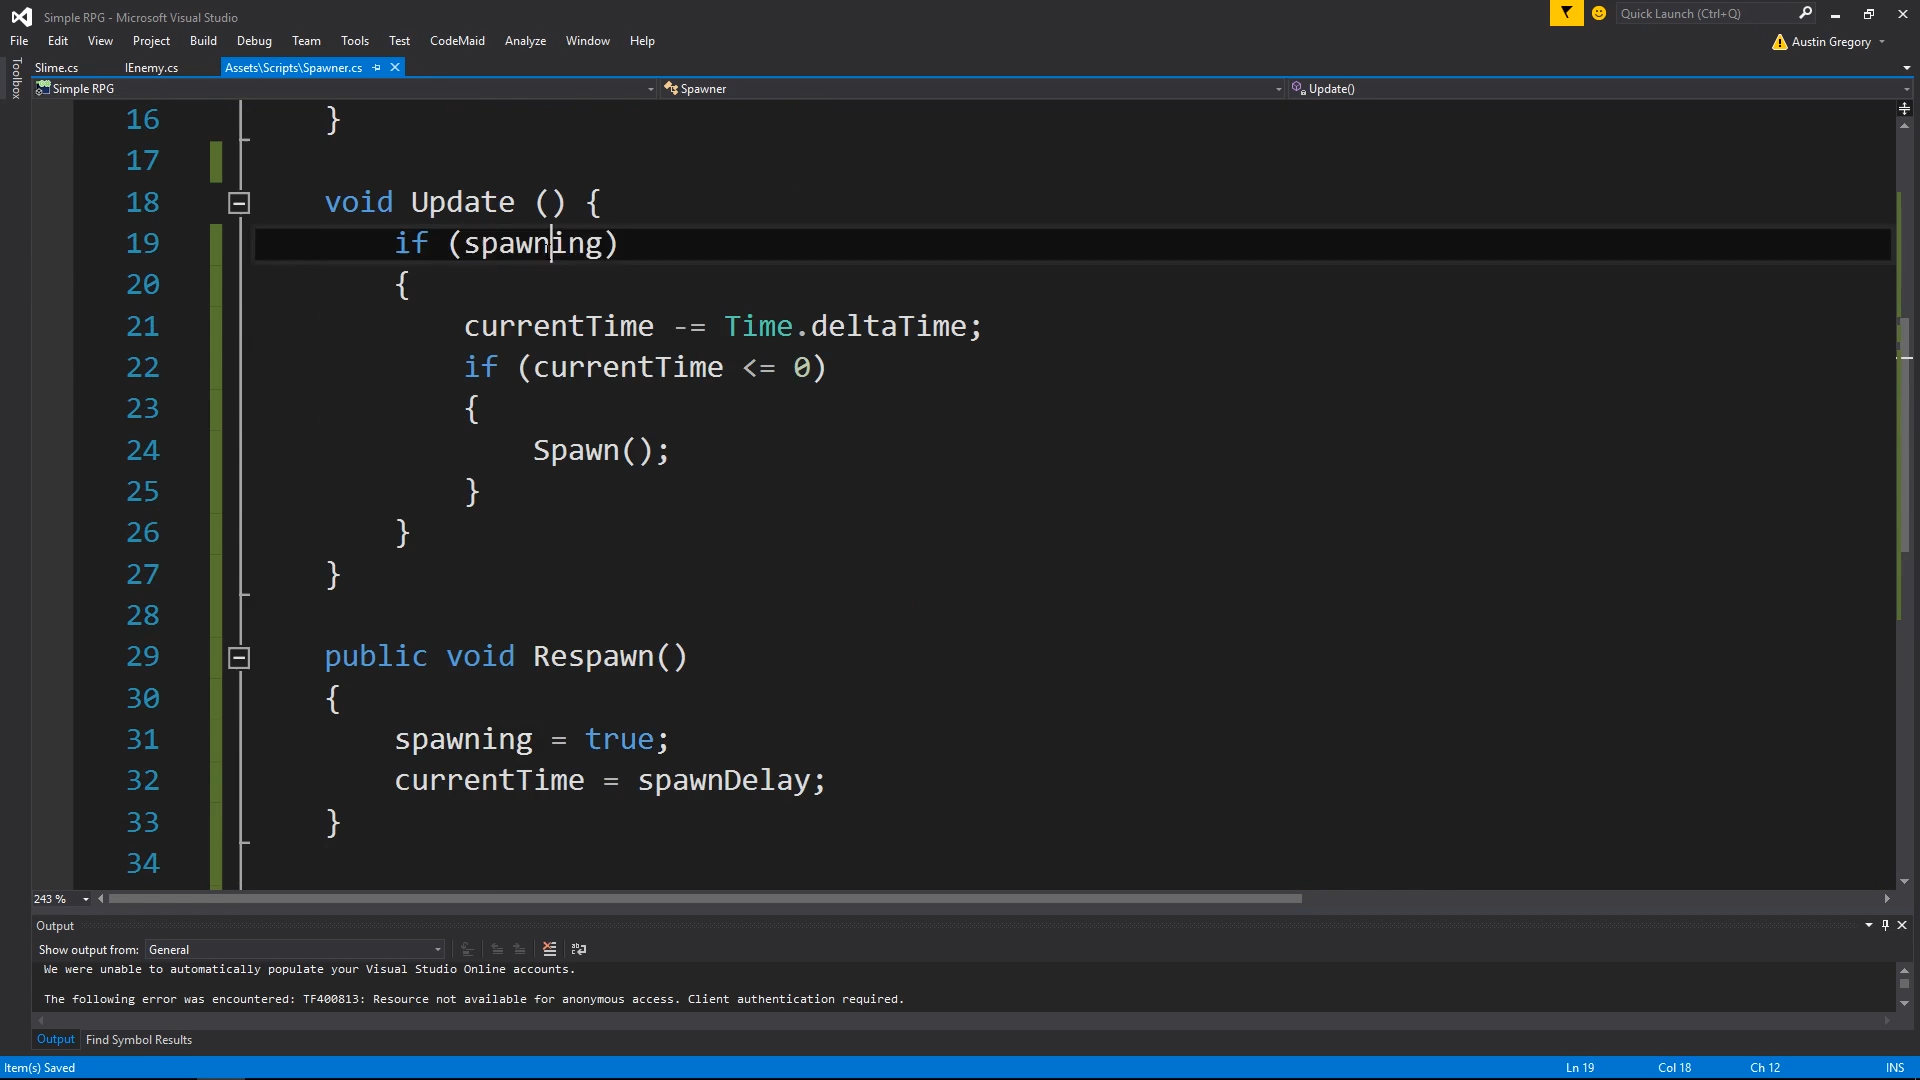 Simple RPG - Microsoft Visual Studio
Quick Launch (Ctrl+Q)
File Edit View Project Build Debug Team Tools Test CodeMaid Analyze Window Help
Austin Gregory
Toolbox
Slime.cs IEnemy.cs Assets\Scripts\Spawner.cs
Simple RPG Spawner Update()
16 }
17
18 void Update () {
19 if (spawning)
20 {
21 currentTime -= Time.deltaTime;
22 if (currentTime <= 0)
23 {
24 Spawn();
25 }
26 }
27 }
28
29 public void Respawn()
30 {
31 spawning = true;
32 currentTime = spawnDelay;
33 }
34
243 %
Output
Show output from: General
We were unable to automatically populate your Visual Studio Online accounts.
The following error was encountered: TF400813: Resource not available for anonymous access. Client authentication required.
Output Find Symbol Results
Item(s) Saved Ln 19 Col 18 Ch 12 INS